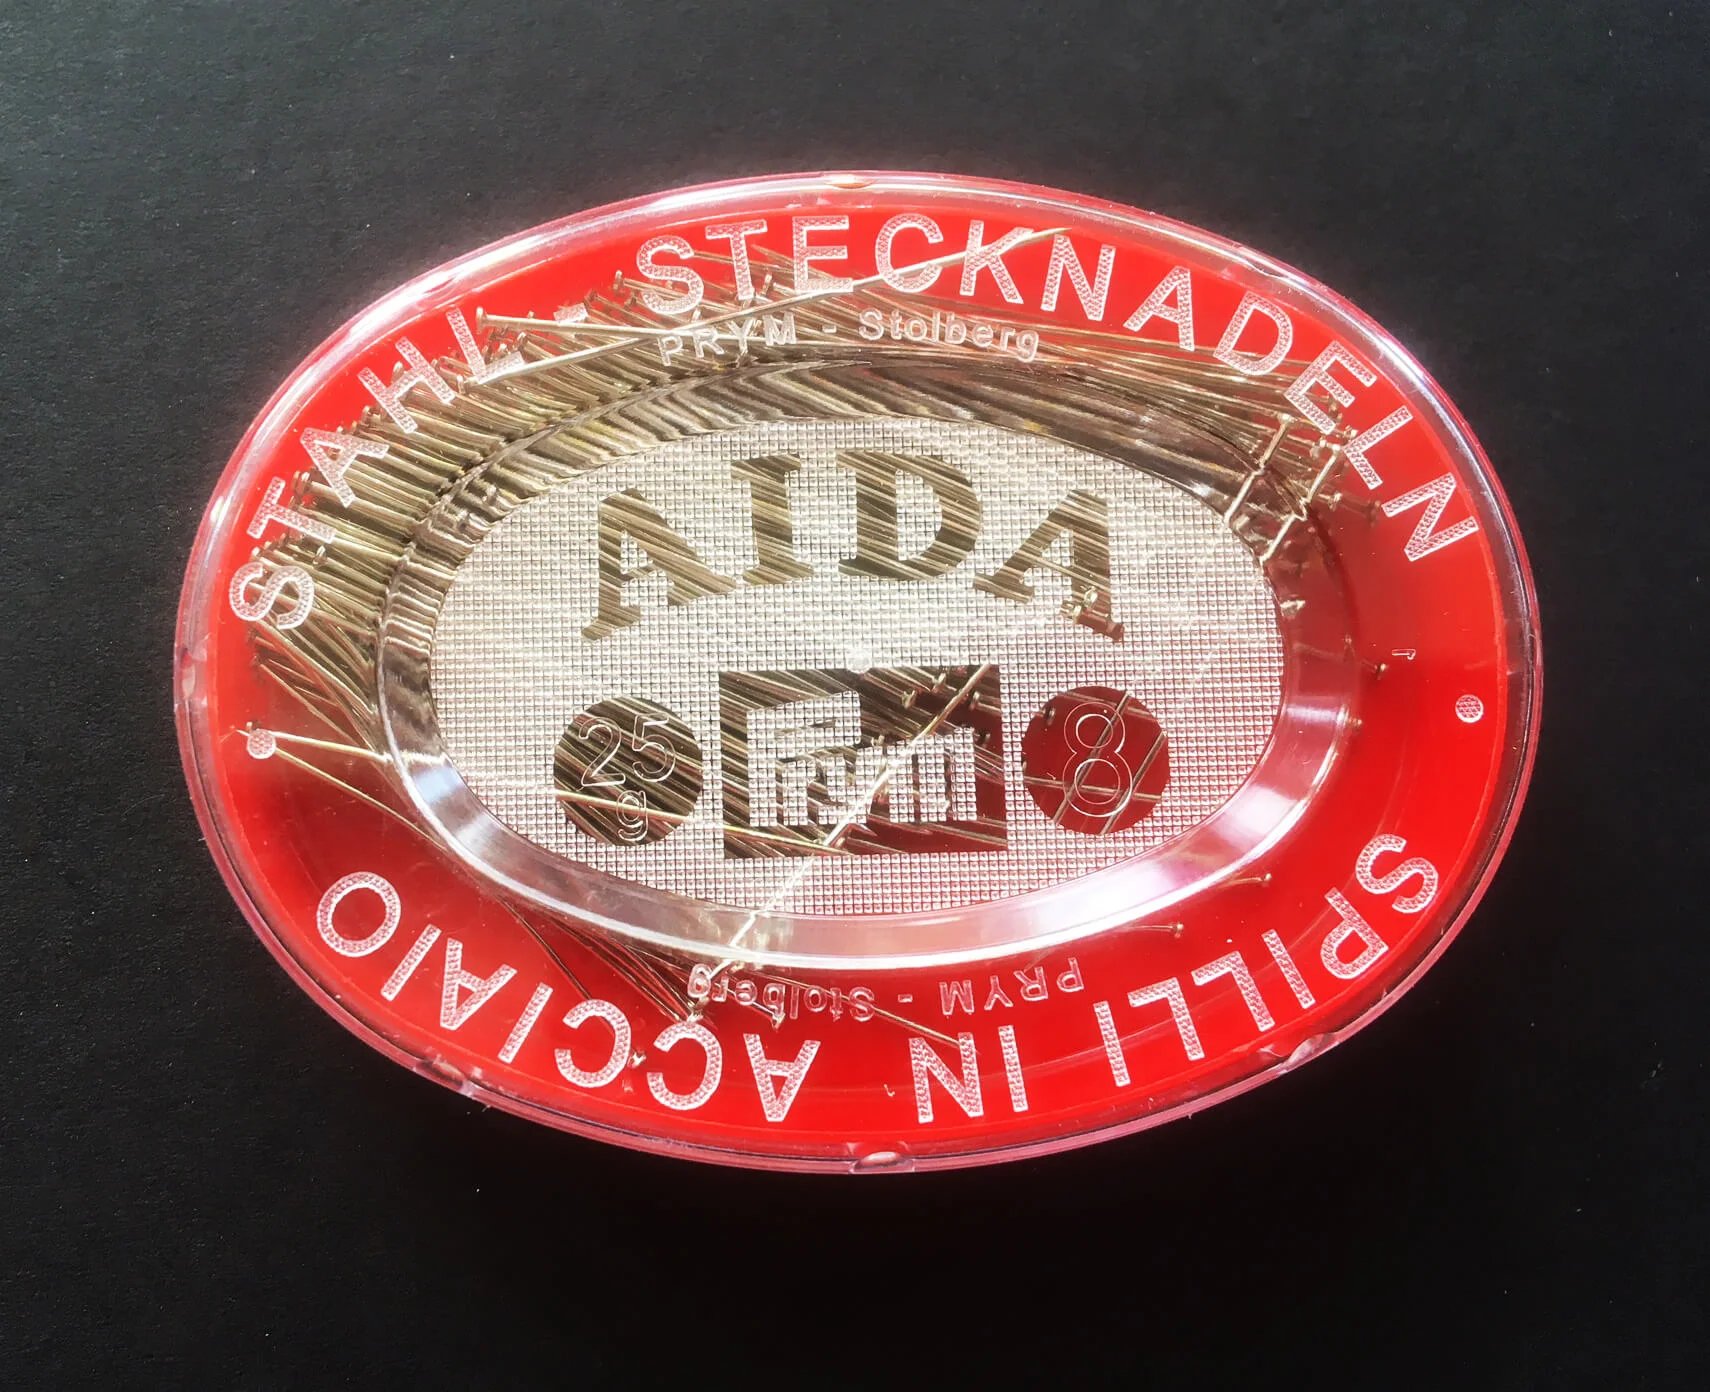 STAHL - STECKNADELN
PRYM - Stolberg
AIDA
25
g
Prym
8
PRYM - Stolberg
SPILLI IN ACCIAIO